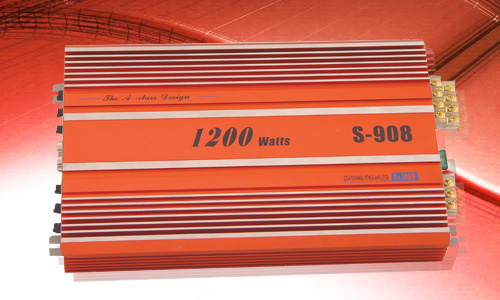 The A-class Design
1200 Watts
S-908